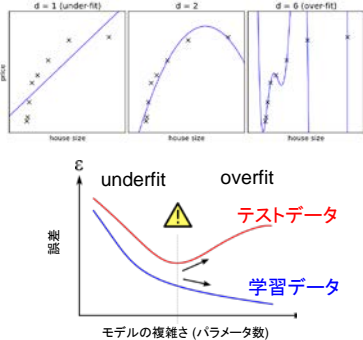 d = 1 (under-fit)
d = 2
d = 6 (over-fit)
price
house size
house size
house size
ε
underfit
overfit
テストデータ
学習データ
誤差
モデルの複雑さ (パラメータ数)